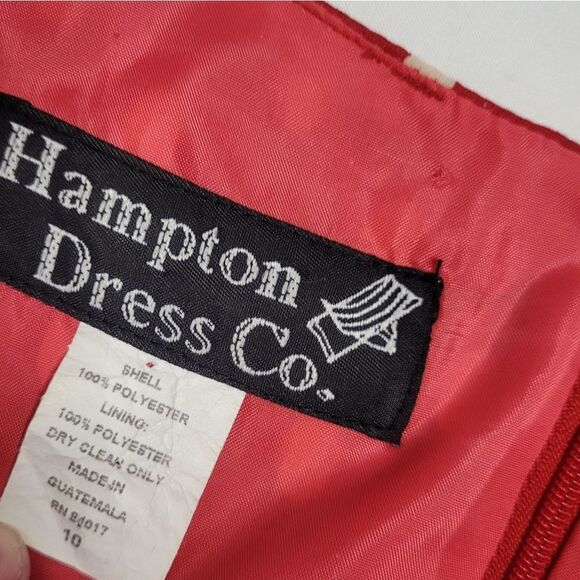 Hampton
Dress Co.
SHELL
100% POLYESTER
LINING:
100% POLYESTER
DRY CLEAN ONLY
MADE IN
GUATEMALA
RN 84017
10